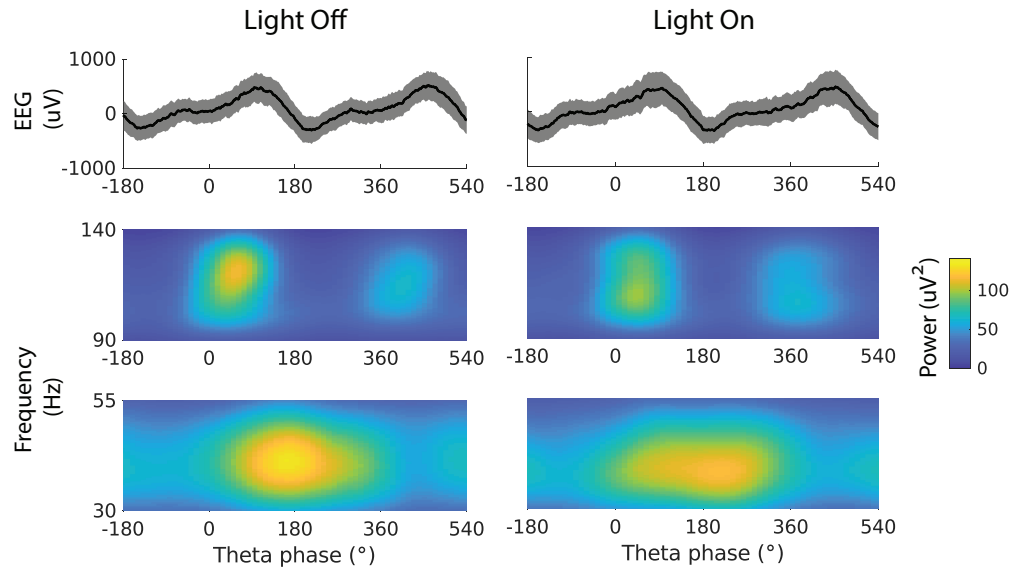 Light Off
Light On
EEG
(uV)
1000
0
-1000
-180 0 180 360 540
-180 0 180 360 540
Frequency
(Hz)
140
90
-180 0 180 360 540
-180 0 180 360 540
55
30
-180 0 180 360 540
-180 0 180 360 540
Theta phase (°)
Theta phase (°)
Power (uV²)
100
50
0